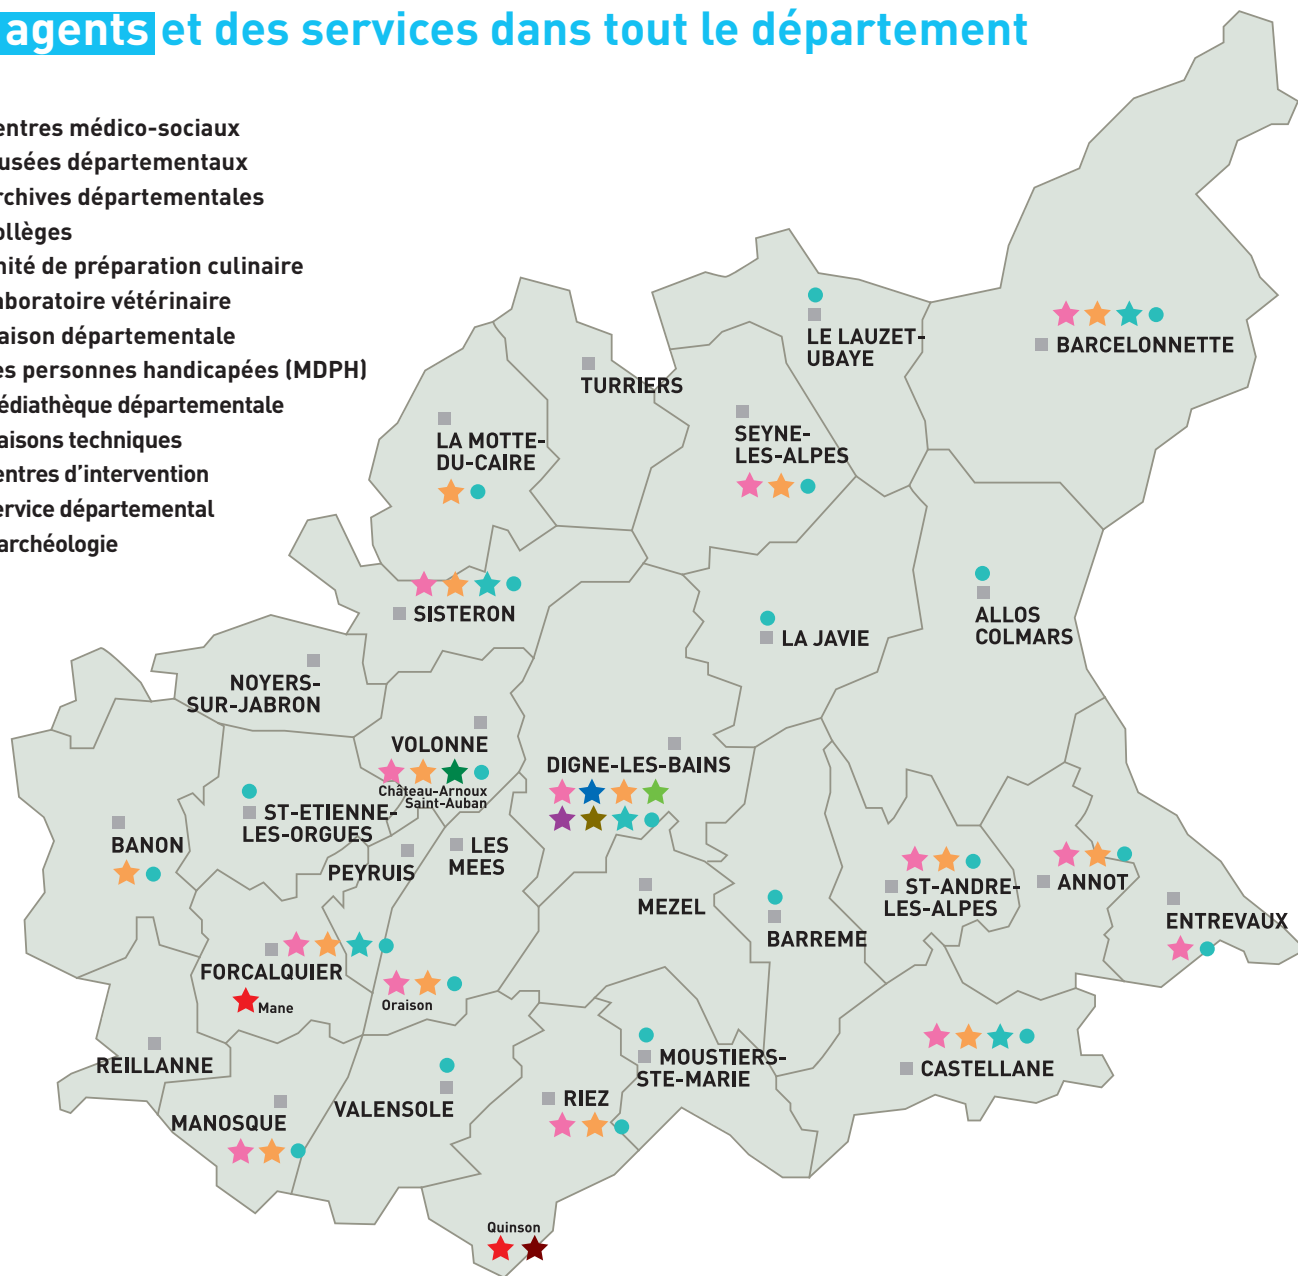 agents et des services dans tout le département
entres médico-sociaux
usées départementaux
rchives départementales
ollèges
nité de préparation culinaire
aboratoire vétérinaire
aison départementale
es personnes handicapées (MDPH)
édiathèque départementale
aisons techniques
entres d'intervention
ervice départemental
archéologie
LE LAUZET-
UBAYE
BARCELONNETTE
TURRIERS
LA MOTTE-
DU-CAIRE
SEYNE-
LES-ALPES
SISTERON
ALLOS
COLMARS
LA JAVIE
NOYERS-
SUR-JABRON
VOLONNE
Château-Arnoux
Saint-Auban
DIGNE-LES-BAINS
ST-ETIENNE-
LES-ORGUES
BANON
PEYRUIS
LES
MEES
MEZEL
BARREME
ST-ANDRE-
LES-ALPES
ANNOT
ENTREVAUX
FORCALQUIER
Mane
Oraison
REILLANNE
MANOSQUE
VALENSOLE
RIEZ
MOUSTIERS-
STE-MARIE
CASTELLANE
Quinson